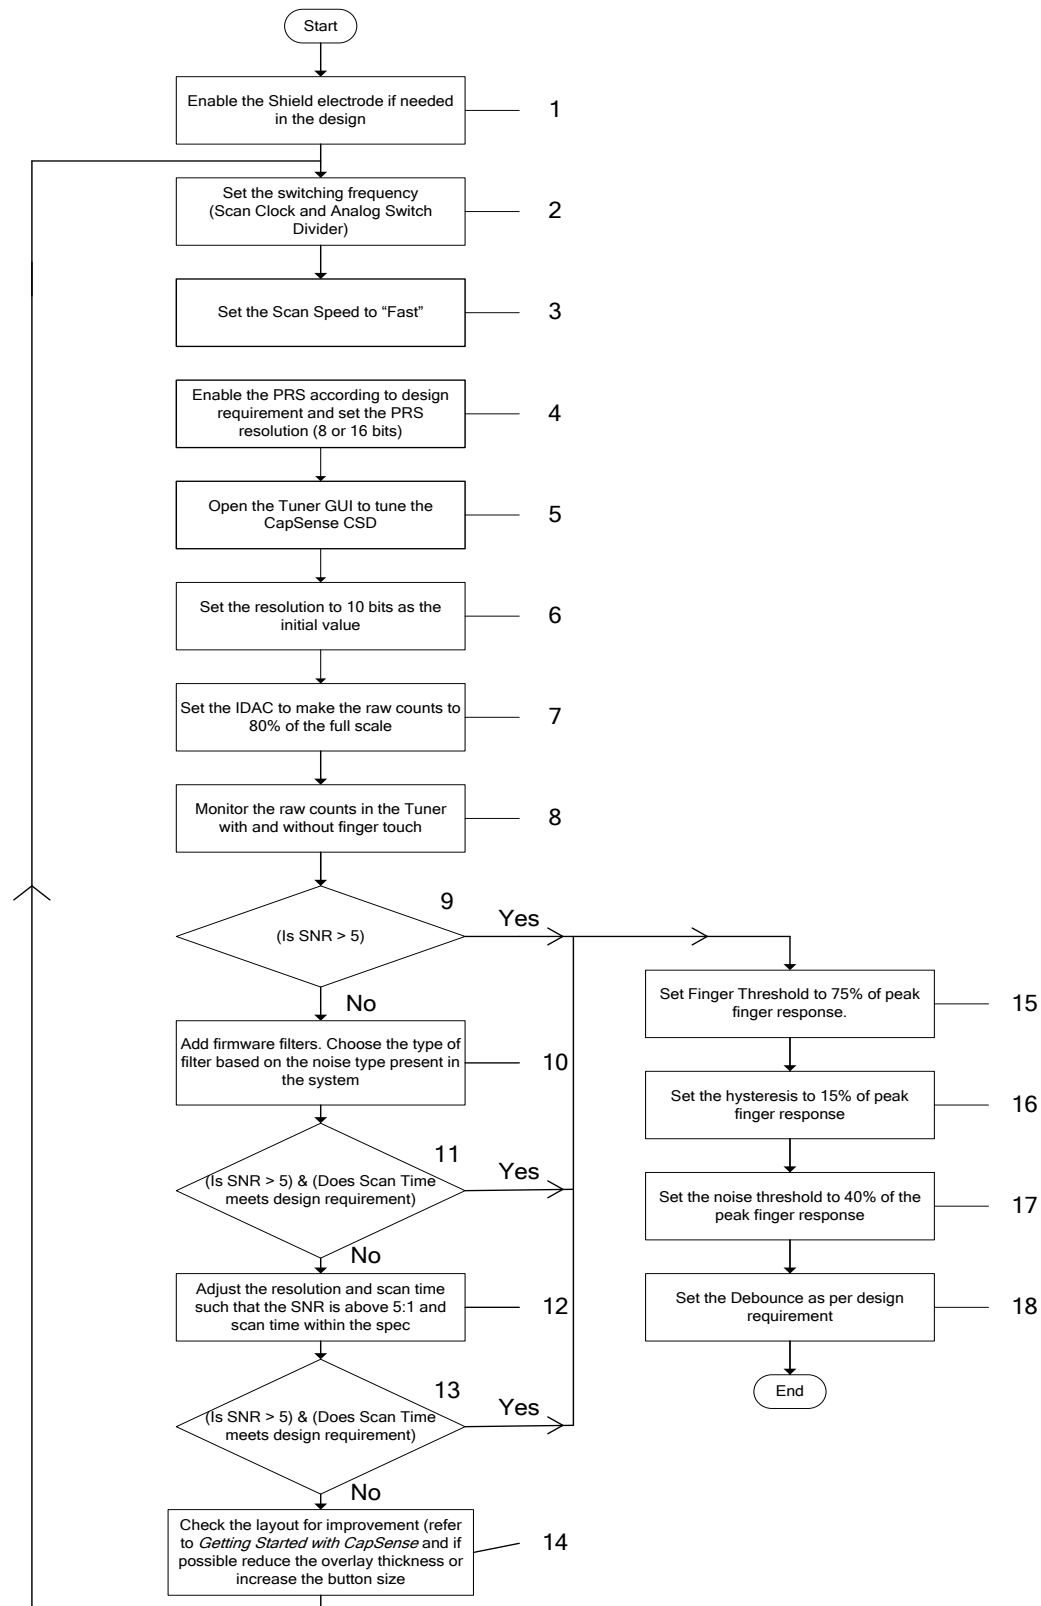 Start
Enable the Shield electrode if needed
in the design
1
Set the switching frequency
(Scan Clock and Analog Switch
Divider)
2
Set the Scan Speed to “Fast”
3
Enable the PRS according to design
requirement and set the PRS
resolution (8 or 16 bits)
4
Open the Tuner GUI to tune the
CapSense CSD
5
Set the resolution to 10 bits as the
initial value
6
Set the IDAC to make the raw counts to
80% of the full scale
7
Monitor the raw counts in the Tuner
with and without finger touch
8
(Is SNR > 5)
9
Yes
No
Add firmware filters. Choose the type of
filter based on the noise type present in
the system
10
(Is SNR > 5) & (Does Scan Time
meets design requirement)
11
Yes
No
Adjust the resolution and scan time
such that the SNR is above 5:1 and
scan time within the spec
12
(Is SNR > 5) & (Does Scan Time
meets design requirement)
13
Yes
No
Check the layout for improvement (refer
to Getting Started with CapSense and if
possible reduce the overlay thickness or
increase the button size
14
Set Finger Threshold to 75% of peak
finger response.
15
Set the hysteresis to 15% of peak
finger response
16
Set the noise threshold to 40% of the
peak finger response
17
Set the Debounce as per design
requirement
18
End